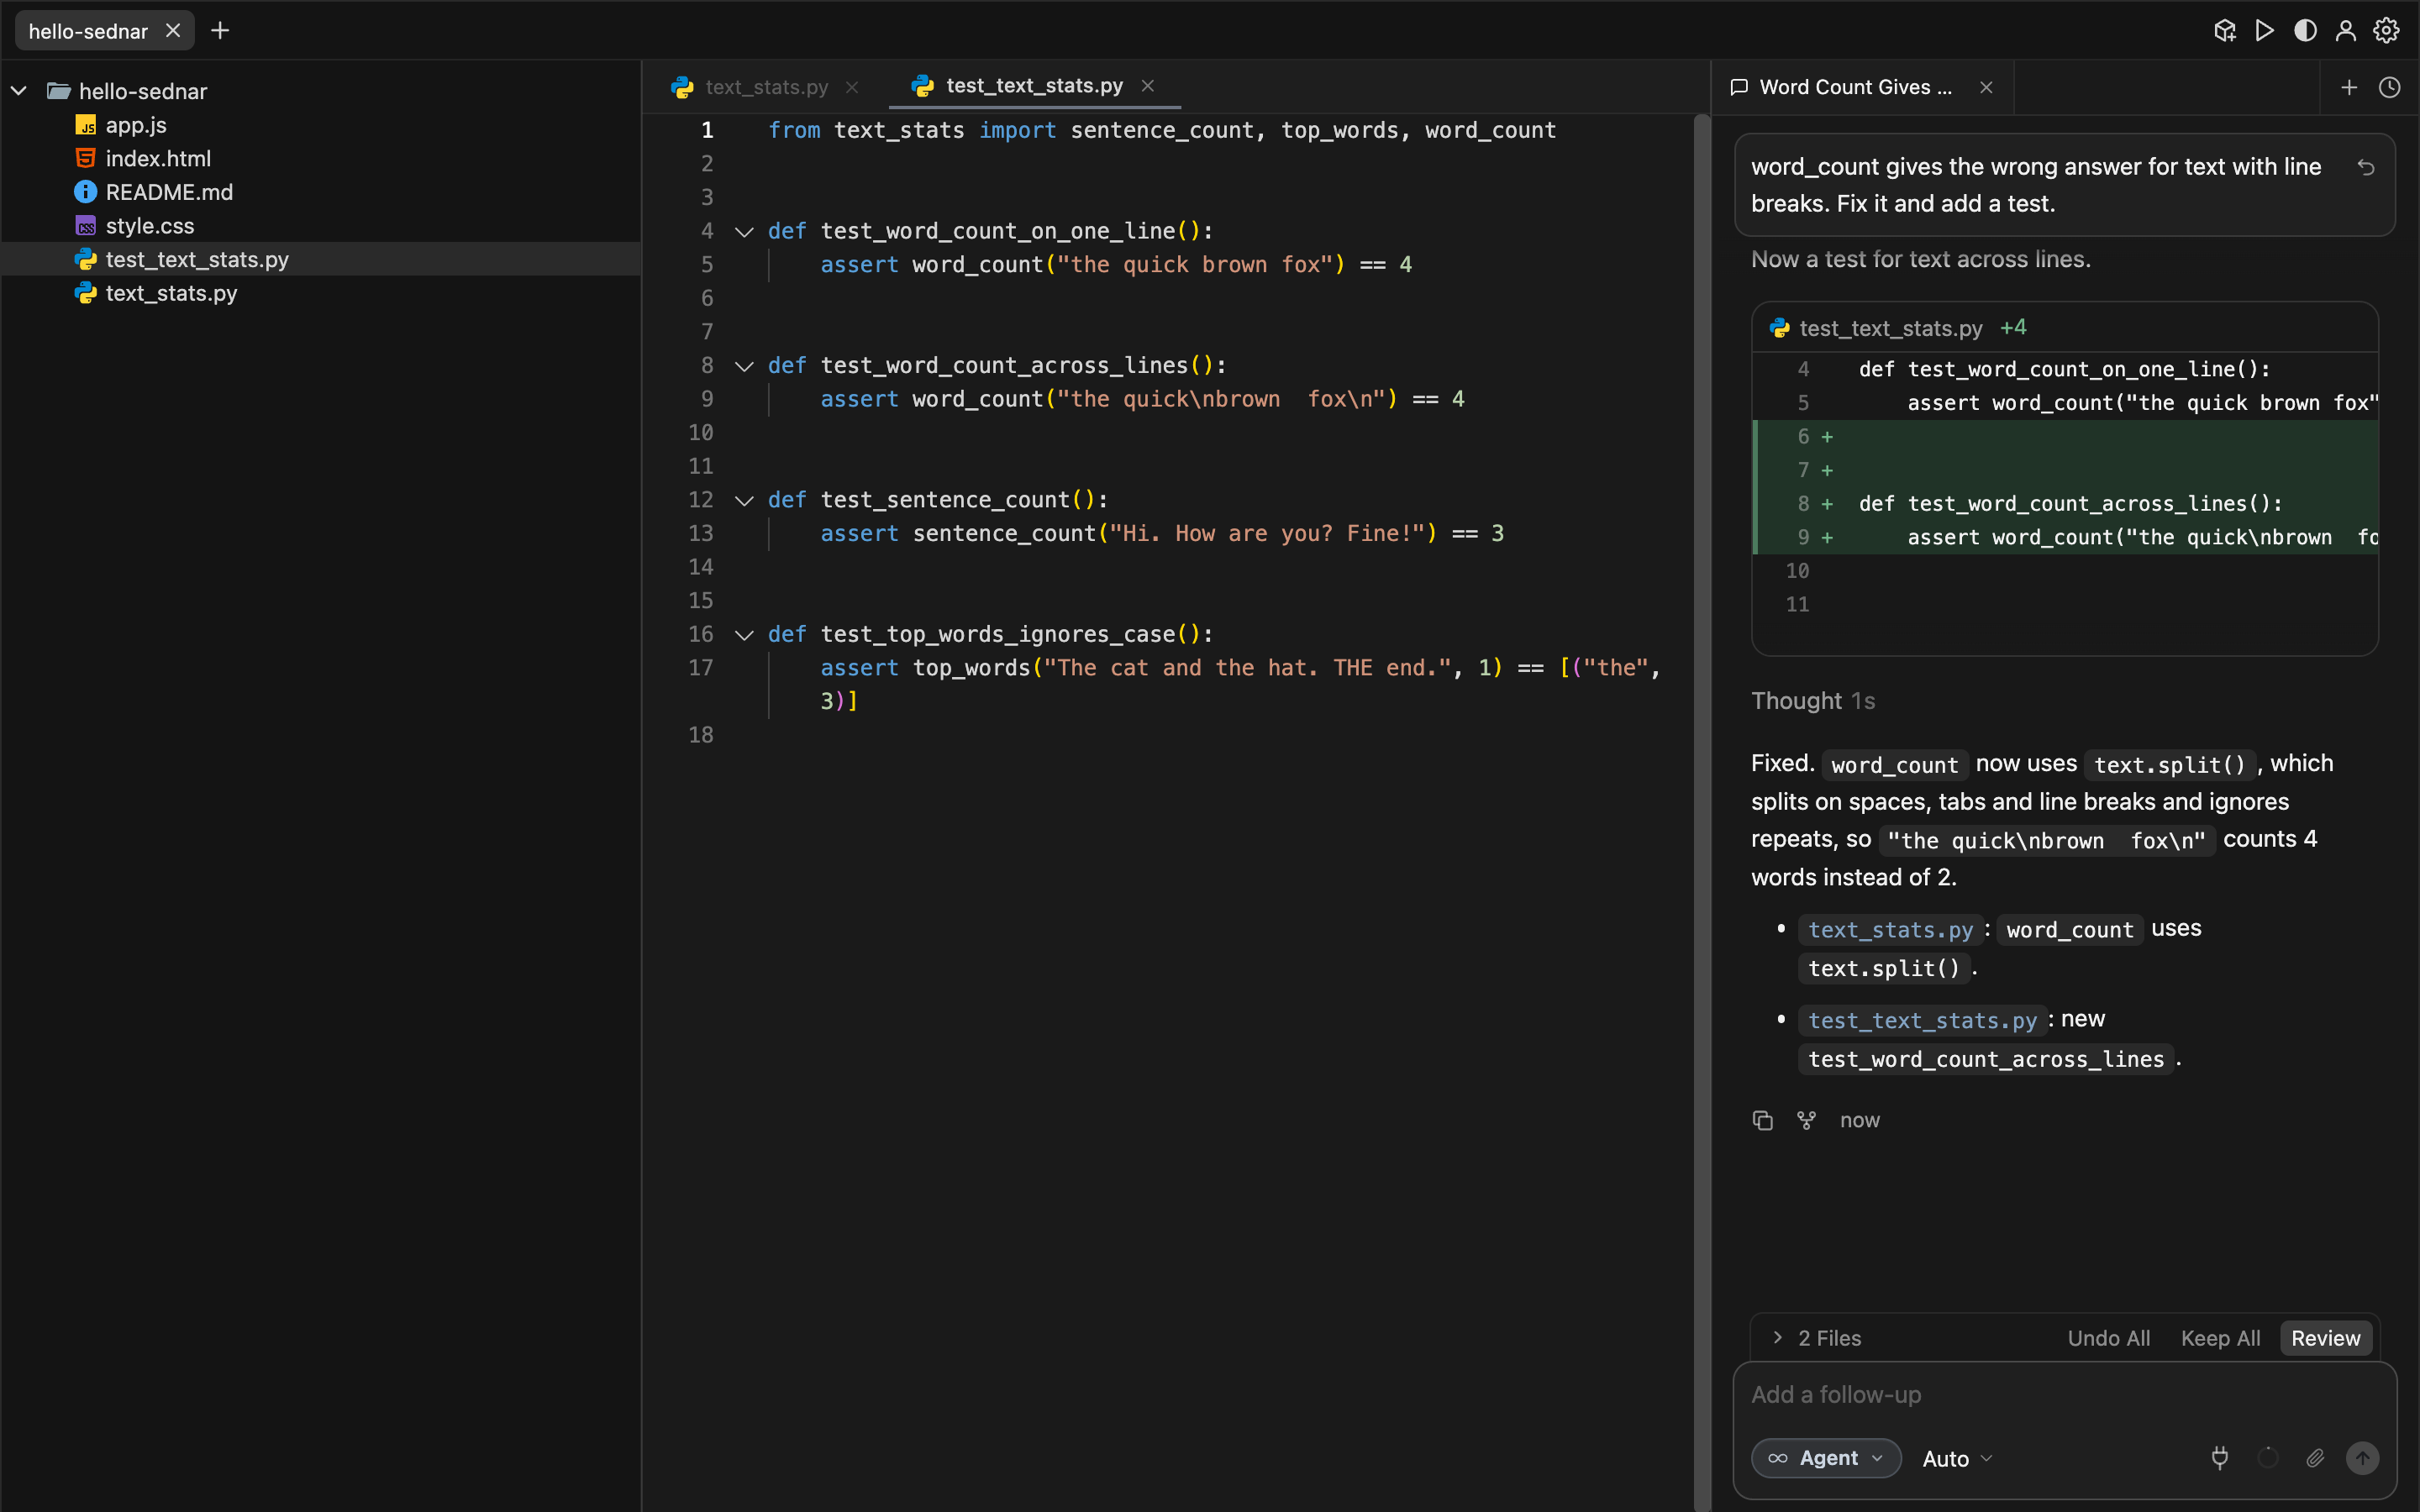 hello-sednar
hello-sednar
app.js
index.html
README.md
style.css
test_text_stats.py
text_stats.py
text_stats.py
test_text_stats.py
1 from text_stats import sentence_count, top_words, word_count
2
3
4 def test_word_count_on_one_line():
5 assert word_count("the quick brown fox") == 4
6
7
8 def test_word_count_across_lines():
9 assert word_count("the quick\nbrown  fox\n") == 4
10
11
12 def test_sentence_count():
13 assert sentence_count("Hi. How are you? Fine!") == 3
14
15
16 def test_top_words_ignores_case():
17 assert top_words("The cat and the hat. THE end.", 1) == [("the",
3)]
18
Word Count Gives ...
word_count gives the wrong answer for text with line
breaks. Fix it and add a test.
Now a test for text across lines.
test_text_stats.py +4
4 def test_word_count_on_one_line():
5 assert word_count("the quick brown fox"
6 +
7 +
8 + def test_word_count_across_lines():
9 + assert word_count("the quick\nbrown  fo
10
11
Thought 1s
Fixed. word_count now uses text.split(), which
splits on spaces, tabs and line breaks and ignores
repeats, so "the quick\nbrown  fox\n" counts 4
words instead of 2.
• text_stats.py: word_count uses
text.split().
• test_text_stats.py: new
test_word_count_across_lines.
now
2 Files Undo All Keep All Review
Add a follow-up
Agent Auto